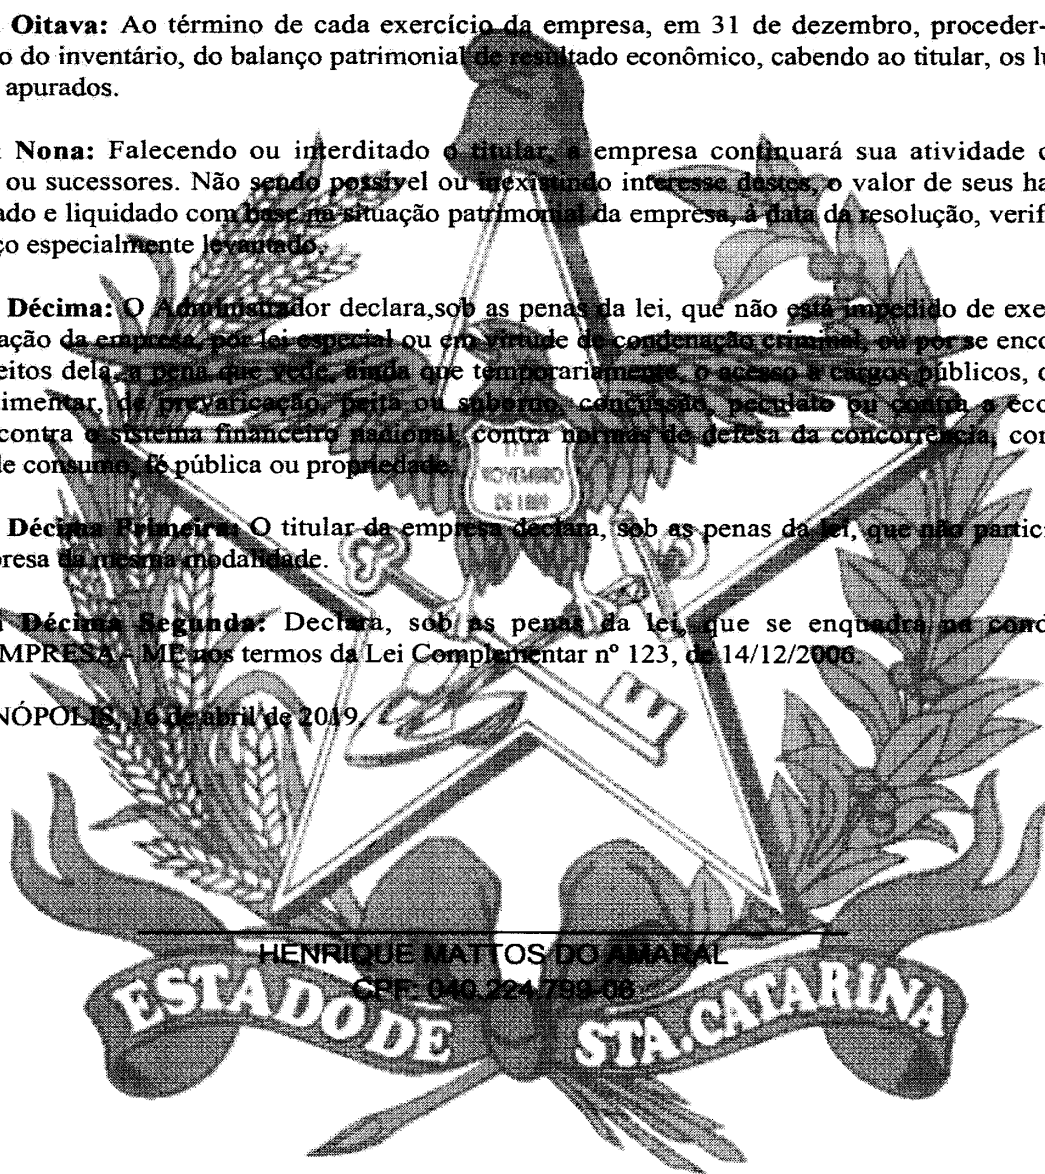 Oitava: Ao término de cada exercício da empresa, em 31 de dezembro, proceder-
o do inventário, do balanço patrimonial de resultado econômico, cabendo ao titular, os lu
apurados.
Nona: Falecendo ou interditado o titular, a empresa continuará sua atividade c
ou sucessores. Não sendo possível ou inexistindo interesse destes, o valor de seus ha
ado e liquidado com base na situação patrimonial da empresa, à data da resolução, verif
ço especialmente levantado.
Décima: O Administrador declara,sob as penas da lei, que não está impedido de exe
ação da empresa, por lei especial ou em virtude de condenação criminal, ou por se enco
eitos dela, a pena que vede, ainda que temporariamente, o acesso a cargos públicos, o
imentar, de prevaricação, peita ou suborno, concussão, peculato ou contra a eco
contra o sistema financeiro nacional, contra normas de defesa da concorrência, con
de consumo, fé pública ou propriedade.
17 DE
NOVEMBRO
DE 1889
Décima Primeira: O titular da empresa declara, sob as penas da lei, que não partici
presa da mesma modalidade.
Décima Segunda: Declara, sob as penas da lei, que se enquadra na cond
MPRESA - ME nos termos da Lei Complementar nº 123, de 14/12/2006.
NÓPOLIS, 16 de abril de 2019.
HENRIQUE MATTOS DO AMARAL
CPF: 040.224.799-06
ESTADO DE STA.CATARINA